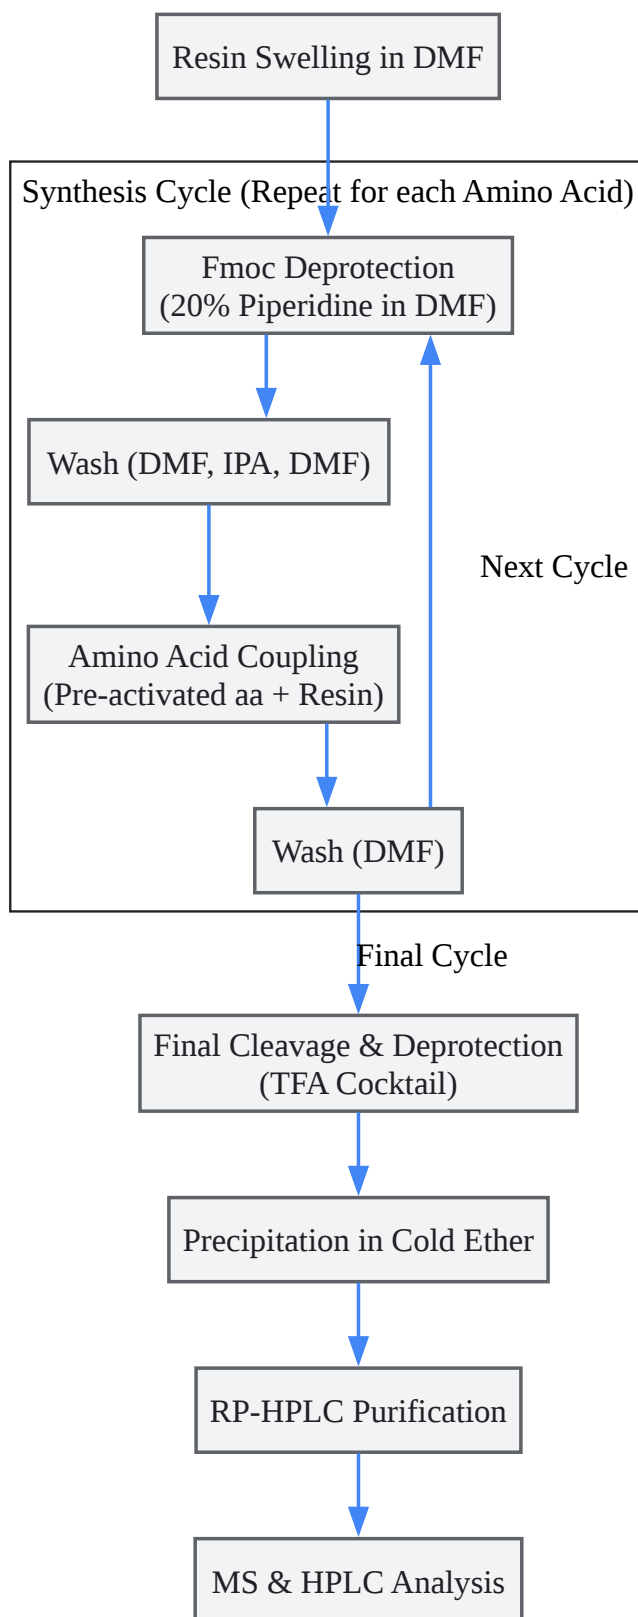 Resin Swelling in DMF
Synthesis Cycle (Repeat for each Amino Acid)
Fmoc Deprotection
(20% Piperidine in DMF)
Wash (DMF, IPA, DMF)
Next Cycle
Amino Acid Coupling
(Pre-activated aa + Resin)
Wash (DMF)
Final Cycle
Final Cleavage & Deprotection
(TFA Cocktail)
Precipitation in Cold Ether
RP-HPLC Purification
MS & HPLC Analysis